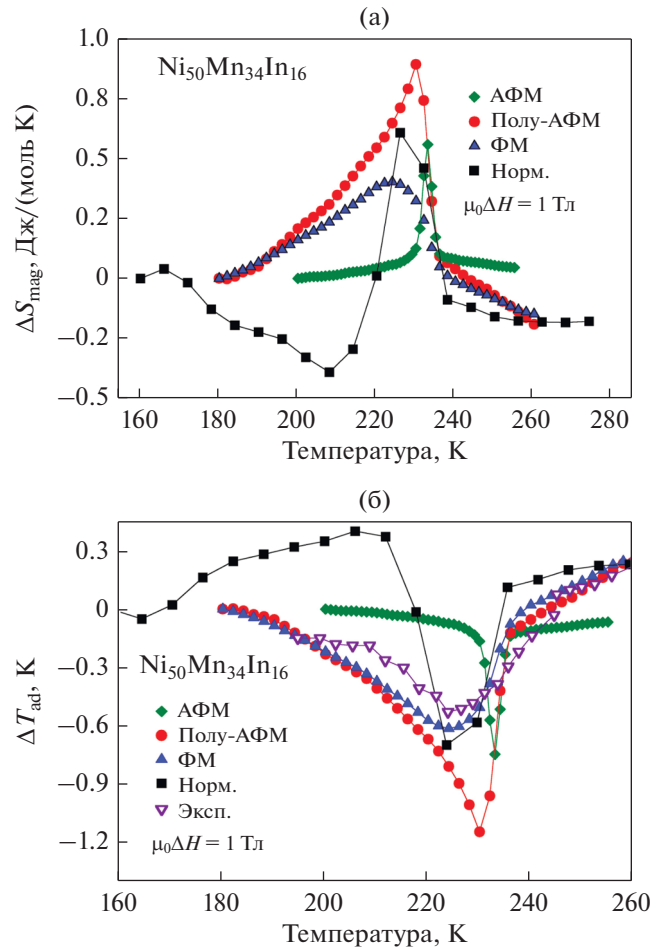 (а)
Ni50Mn34In16
АФМ
Полу-АФМ
ФМ
Норм.
μ0ΔH = 1 Тл
ΔSmag, Дж/(моль К)
1.0
0.8
0.5
0.2
0
−0.2
−0.5
160 180 200 220 240 260 280
Температура, К
(б)
Ni50Mn34In16
АФМ
Полу-АФМ
ФМ
Норм.
Эксп.
μ0ΔH = 1 Тл
ΔTad, К
0.3
0
−0.3
−0.6
−0.9
−1.2
160 180 200 220 240 260
Температура, К